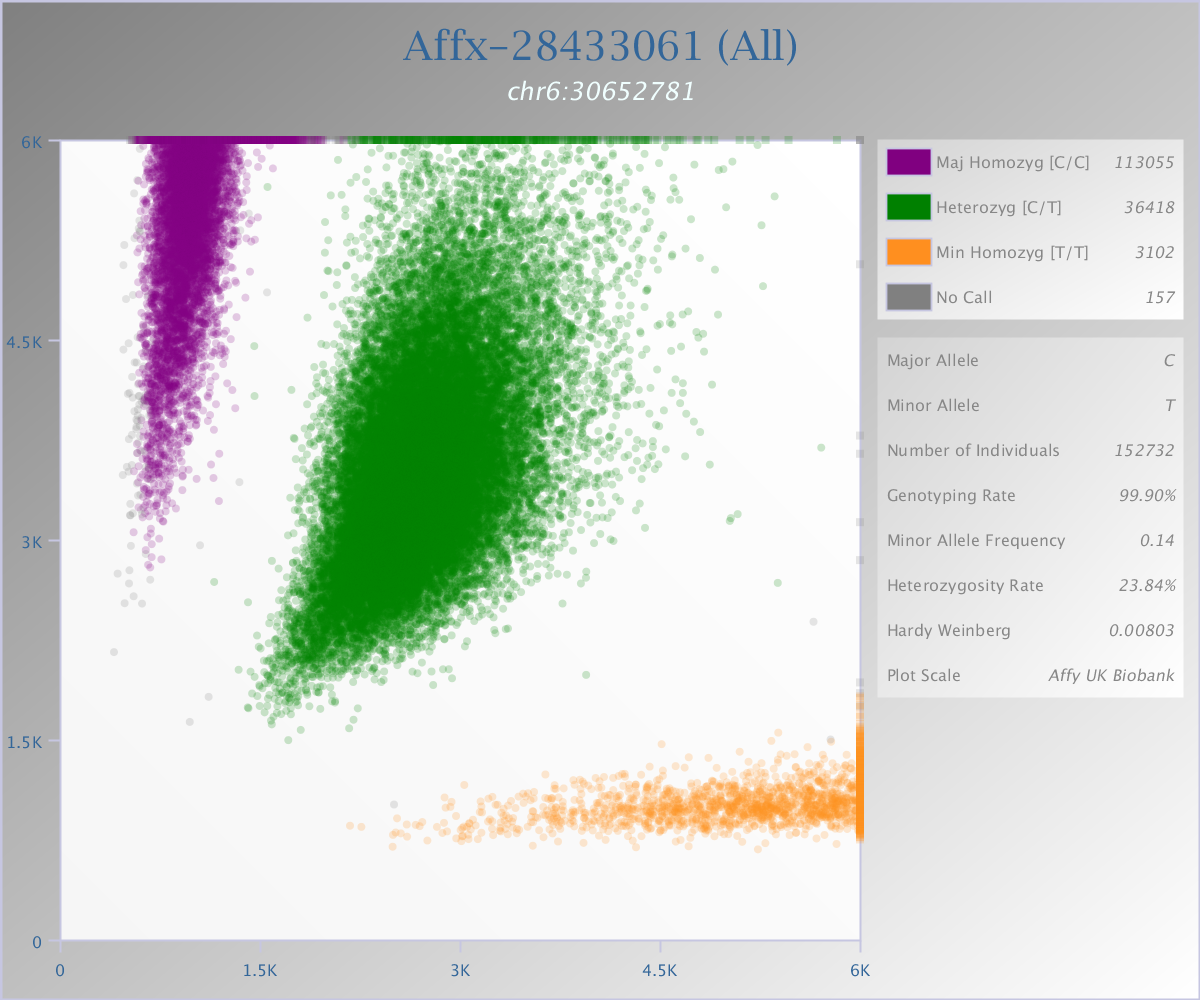 Affx-28433061 (All)
chr6:30652781
6K
4.5K
3K
1.5K
0
0
1.5K
3K
4.5K
6K
Maj Homozyg [C/C] 113055
Heterozyg [C/T] 36418
Min Homozyg [T/T] 3102
No Call 157
Major Allele C
Minor Allele T
Number of Individuals 152732
Genotyping Rate 99.90%
Minor Allele Frequency 0.14
Heterozygosity Rate 23.84%
Hardy Weinberg 0.00803
Plot Scale Affy UK Biobank